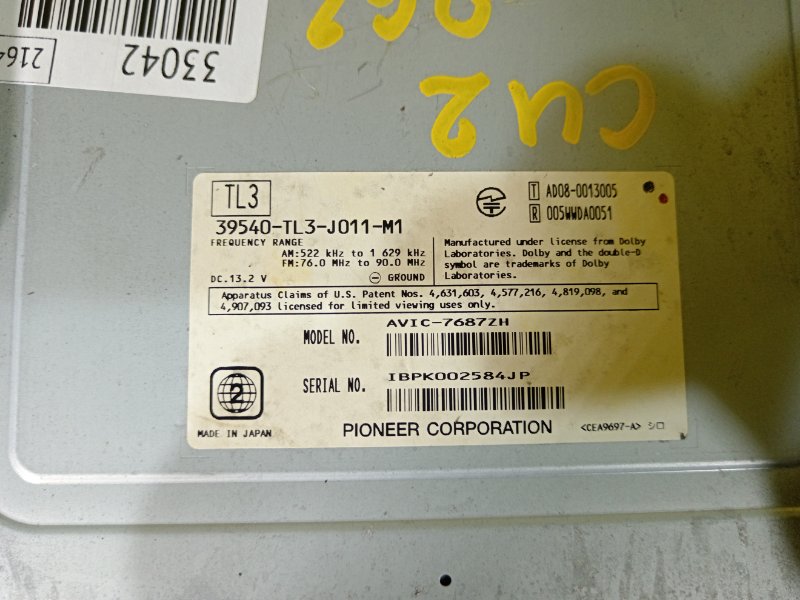 2164
33042
962
CU2
TL3
39540-TL3-J011-M1
FREQUENCY RANGE
AM:522 kHz to 1 629 kHz
FM:76.0 MHz to 90.0 MHz
DC.13.2 V
⊖ GROUND
T AD08-0013005
R 005WWDA0051
Manufactured under license from Dolby
Laboratories. Dolby and the double-D
symbol are trademarks of Dolby
Laboratories.
Apparatus Claims of U.S. Patent Nos. 4,631,603, 4,577,216, 4,819,098, and
4,907,093 licensed for limited viewing uses only.
MODEL NO.
AVIC-7687ZH
SERIAL NO.
IBPK002584JP
2
MADE IN JAPAN
PIONEER CORPORATION
<CEA9697-A> シロ